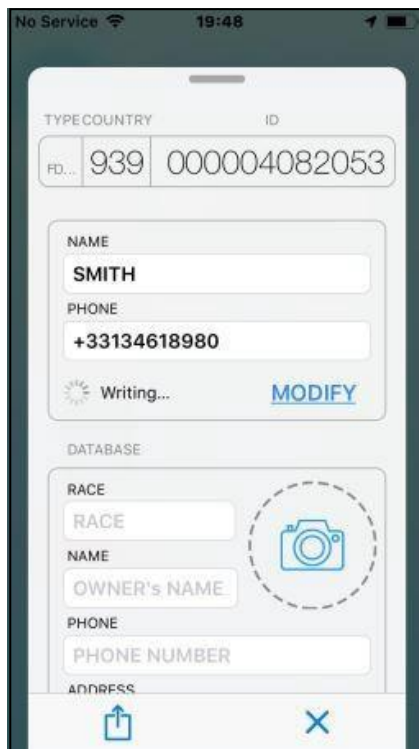 No Service 19:48
TYPE COUNTRY ID
FD... 939 000004082053
NAME
SMITH
PHONE
+33134618980
Writing... MODIFY
DATABASE
RACE
RACE
NAME
OWNER's NAME
PHONE
PHONE NUMBER
ADDRESS